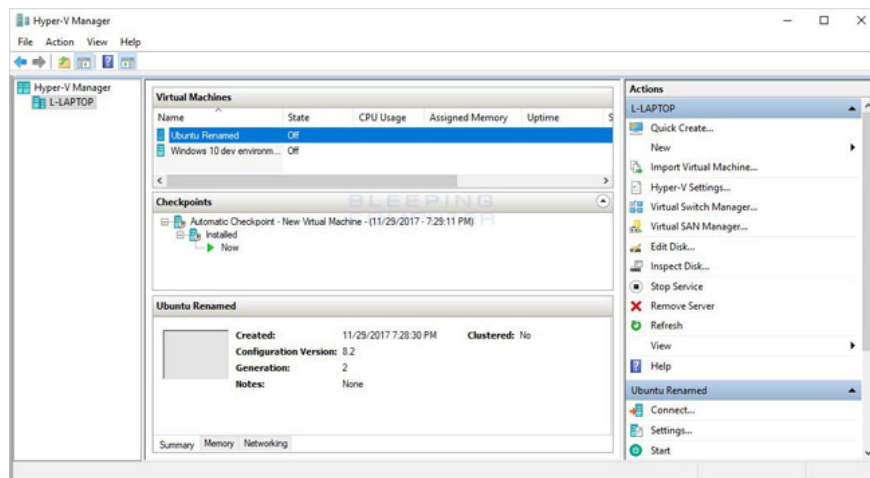 Hyper-V Manager
File Action View Help
Hyper-V Manager
L-LAPTOP
Virtual Machines
Name State CPU Usage Assigned Memory Uptime S
Ubuntu Renamed Off
Windows 10 dev environm... Off
Checkpoints
BLEEPING
Automatic Checkpoint - New Virtual Machine - (11/29/2017 - 7:29:11 PM)
Installed
Now
Ubuntu Renamed
Created: 11/29/2017 7:28:30 PM Clustered: No
Configuration Version: 8.2
Generation: 2
Notes: None
Summary Memory Networking
Actions
L-LAPTOP
Quick Create...
New
Import Virtual Machine...
Hyper-V Settings...
Virtual Switch Manager...
Virtual SAN Manager...
Edit Disk...
Inspect Disk...
Stop Service
Remove Server
Refresh
View
Help
Ubuntu Renamed
Connect...
Settings...
Start